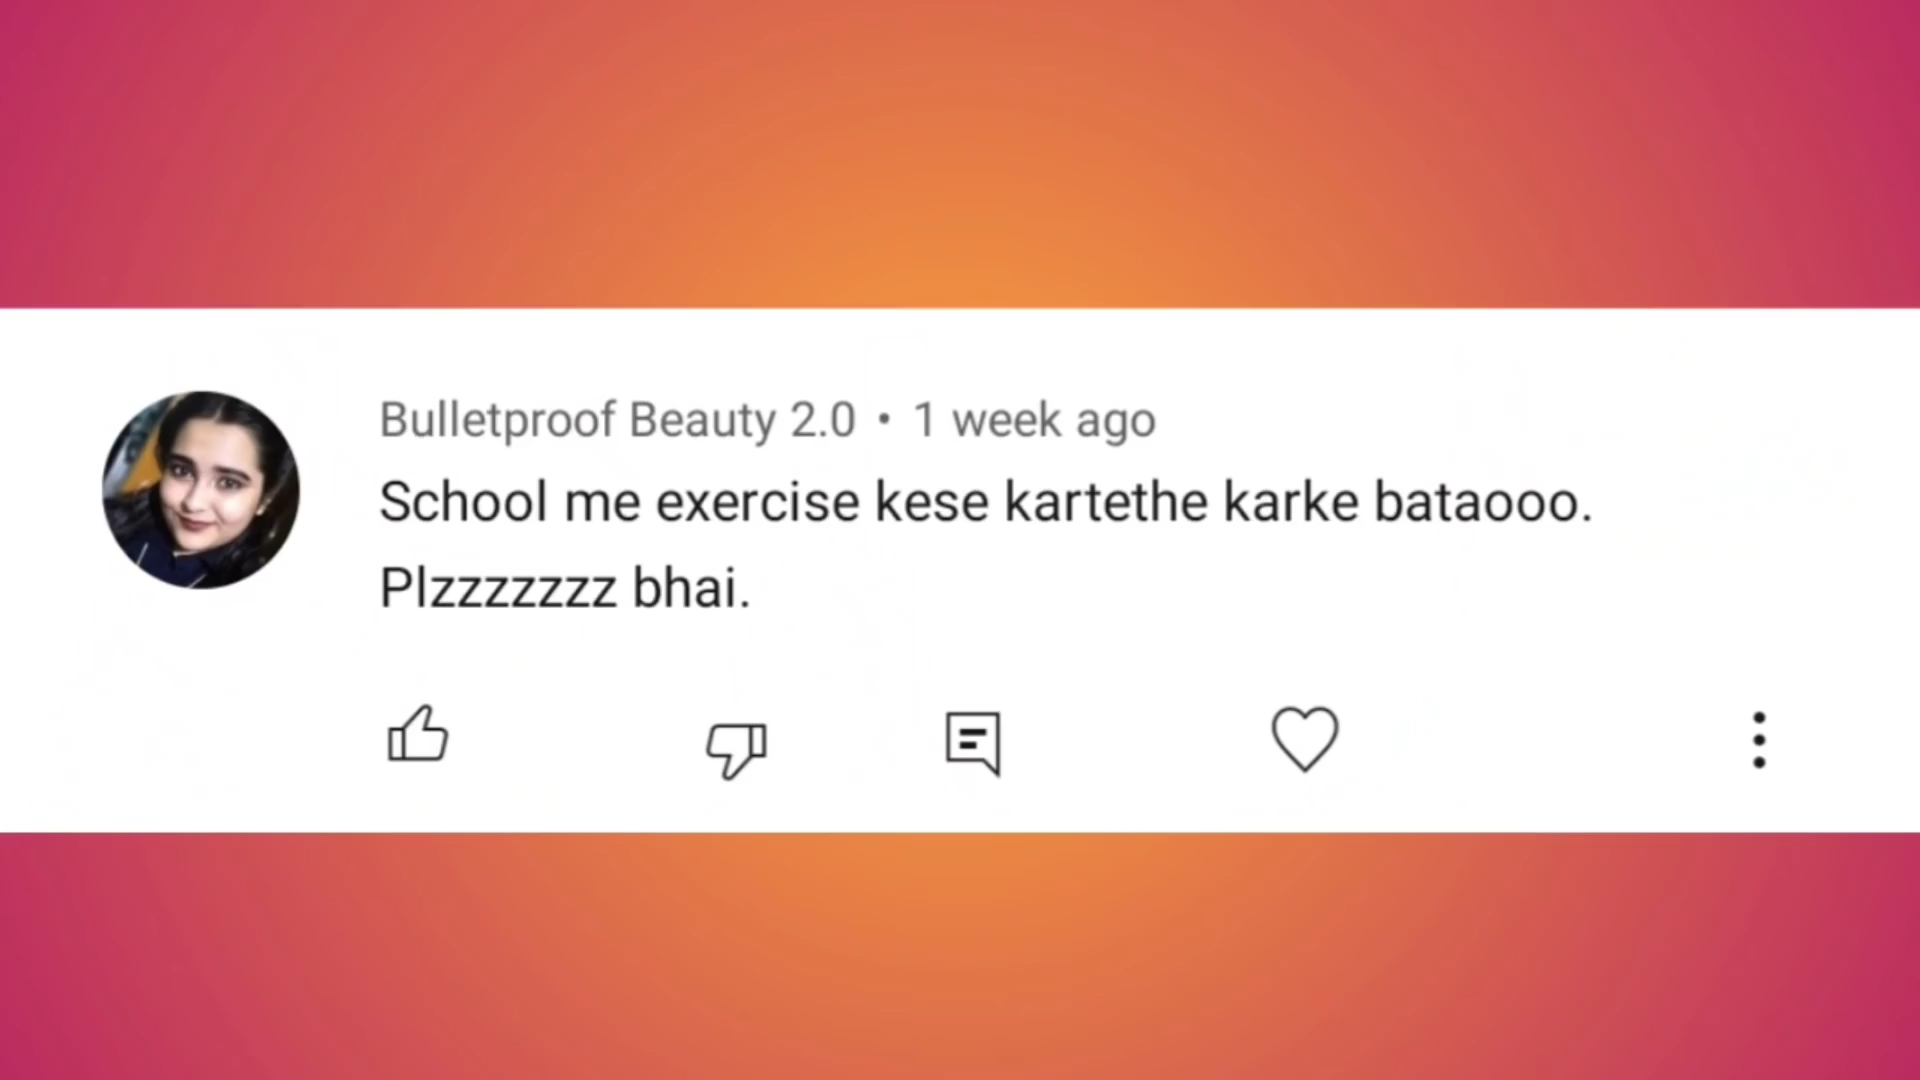 Bulletproof Beauty 2.0 • 1 week ago
School me exercise kese kartethe karke bataooo.
Plzzzzzzz bhai.